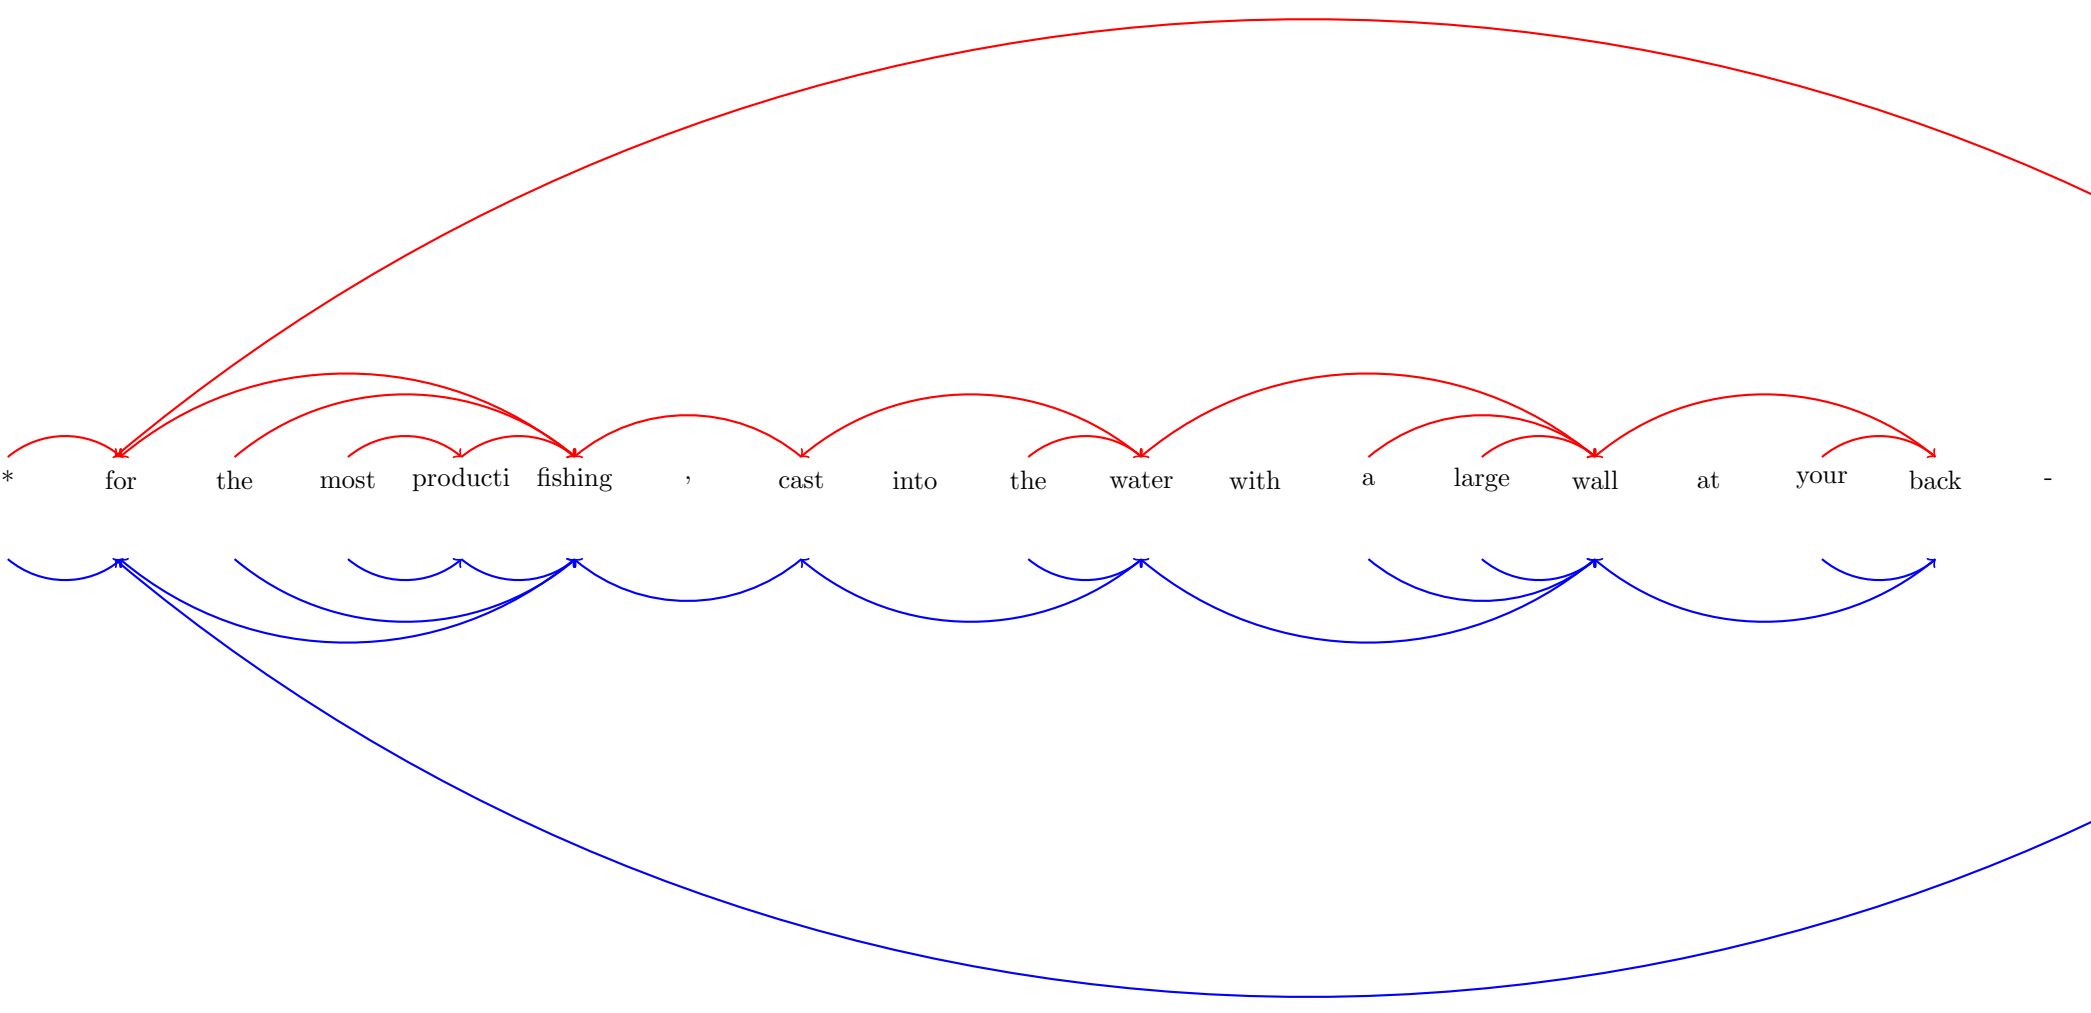 * for the most producti fishing , cast into the water with a large wall at your back -